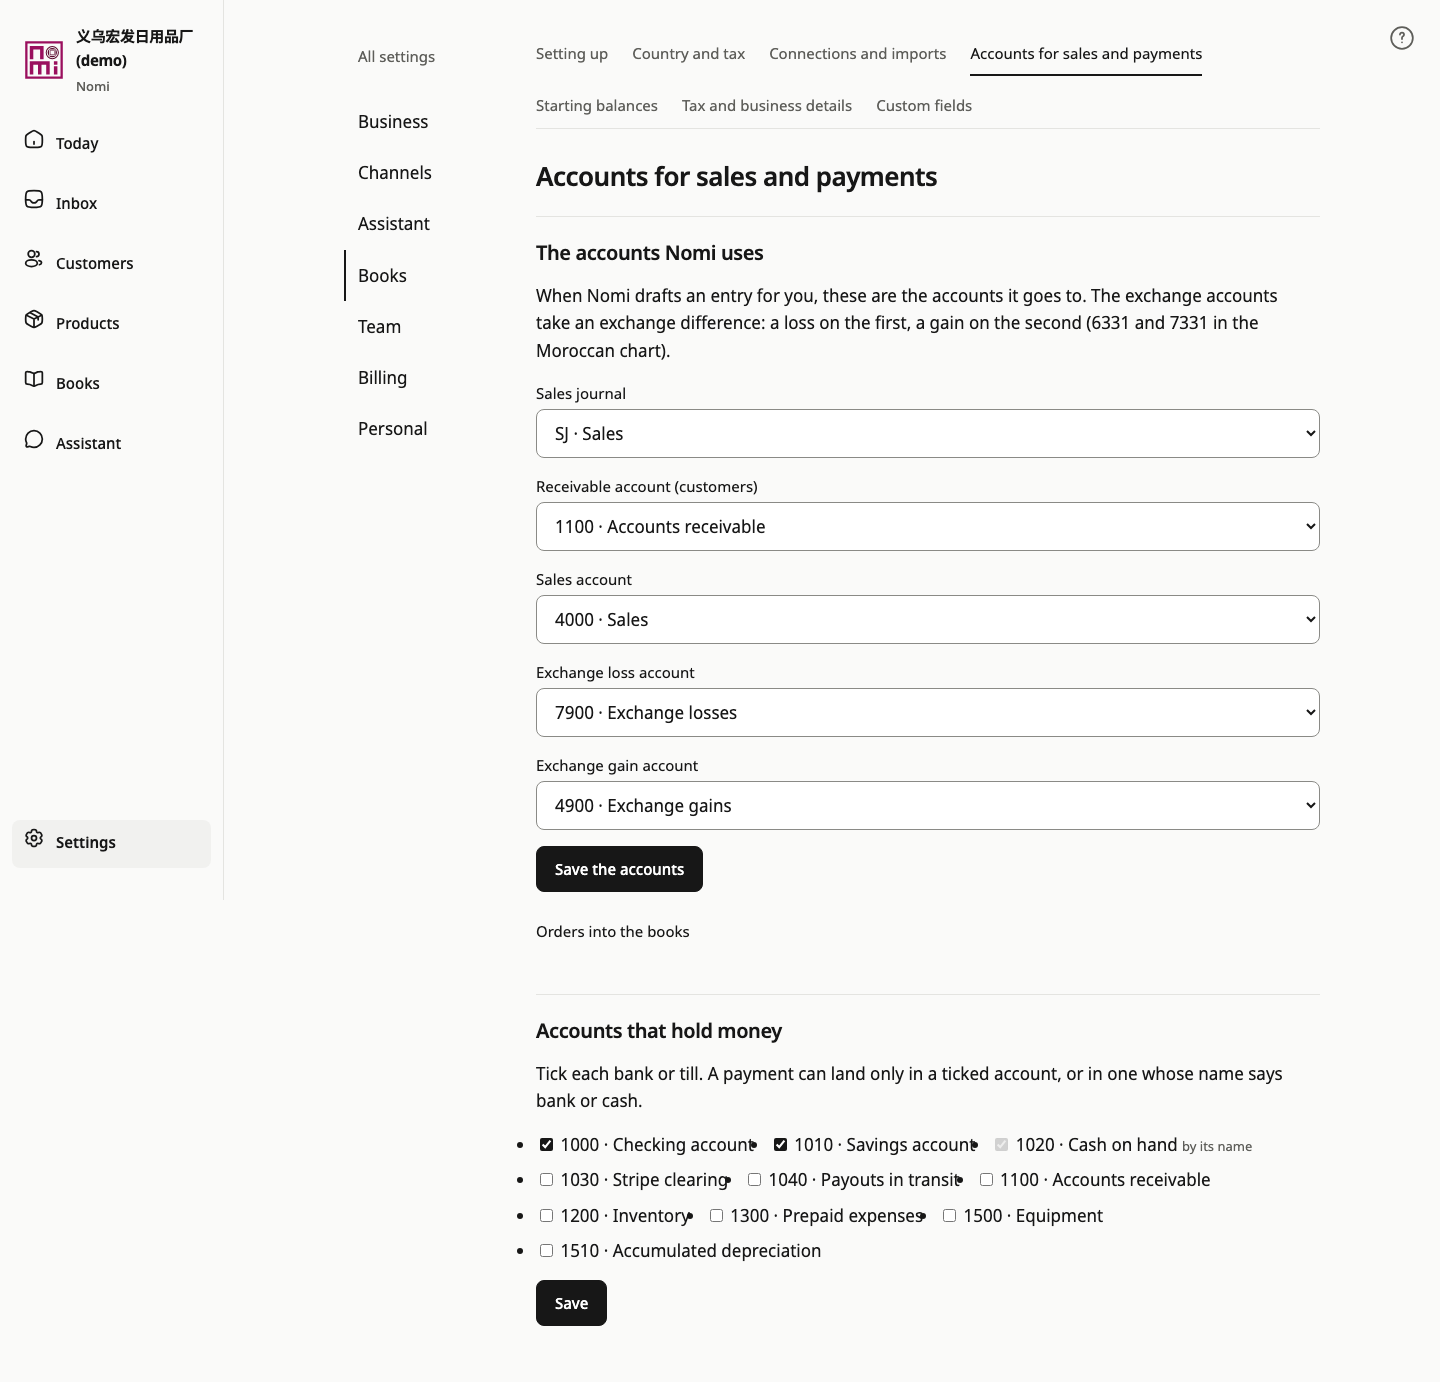 义乌宏发日用品厂
(demo)
Nomi
Today
Inbox
Customers
Products
Books
Assistant
Settings
All settings
Business
Channels
Assistant
Books
Team
Billing
Personal
Setting up Country and tax Connections and imports Accounts for sales and payments
Starting balances Tax and business details Custom fields
Accounts for sales and payments
The accounts Nomi uses
When Nomi drafts an entry for you, these are the accounts it goes to. The exchange accounts
take an exchange difference: a loss on the first, a gain on the second (6331 and 7331 in the
Moroccan chart).
Sales journal
SJ · Sales
Receivable account (customers)
1100 · Accounts receivable
Sales account
4000 · Sales
Exchange loss account
7900 · Exchange losses
Exchange gain account
4900 · Exchange gains
Save the accounts
Orders into the books
Accounts that hold money
Tick each bank or till. A payment can land only in a ticked account, or in one whose name says
bank or cash.
1000 · Checking account 1010 · Savings account 1020 · Cash on hand by its name
1030 · Stripe clearing 1040 · Payouts in transit 1100 · Accounts receivable
1200 · Inventory 1300 · Prepaid expenses 1500 · Equipment
1510 · Accumulated depreciation
Save